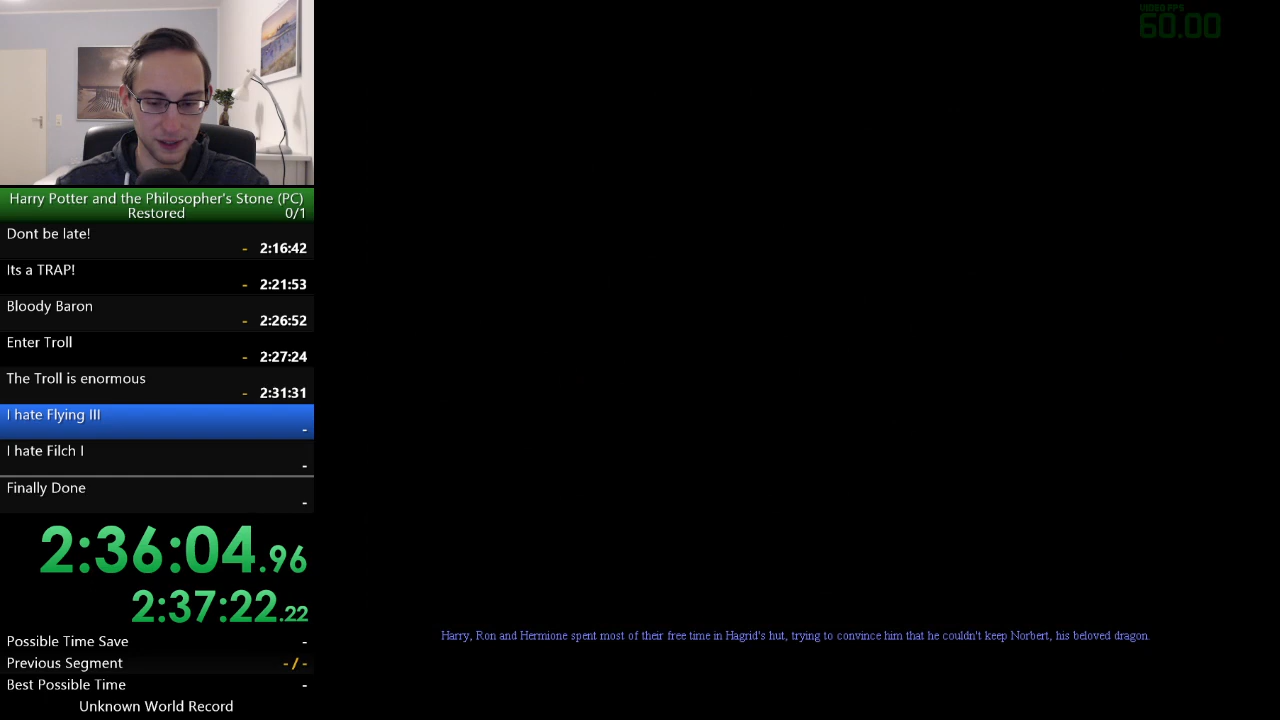 VIDEO FPS
60.00
Harry Potter and the Philosopher's Stone (PC)
Restored 0/1
Dont be late!
- 2:16:42
Its a TRAP!
- 2:21:53
Bloody Baron
- 2:26:52
Enter Troll
- 2:27:24
The Troll is enormous
- 2:31:31
I hate Flying III
-
I hate Filch I
-
Finally Done
-
2:36:04.96
2:37:22.22
Possible Time Save -
Previous Segment - / -
Best Possible Time -
Unknown World Record
Harry, Ron and Hermione spent most of their free time in Hagrid's hut, trying to convince him that he couldn't keep Norbert, his beloved dragon.